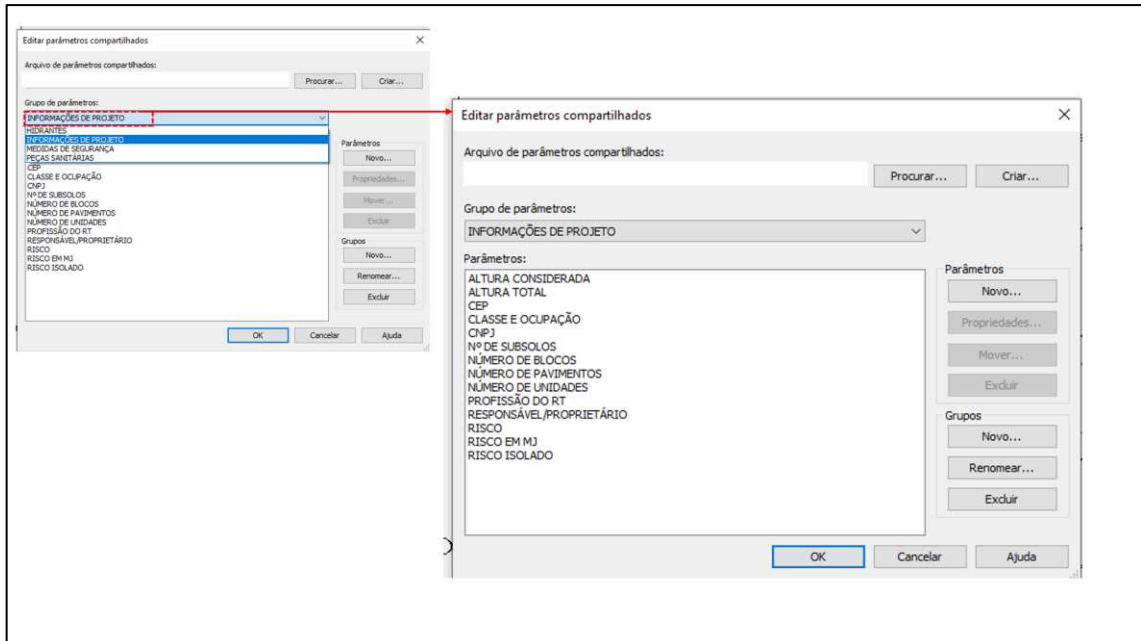 Editar parâmetros compartilhados
Arquivo de parâmetros compartilhados:
Procurar... Criar...
Grupo de parâmetros:
INFORMAÇÕES DE PROJETO
HIDRANTES
INFORMAÇÕES DE PROJETO
MEDIDAS DE SEGURANÇA
PEÇAS SANITÁRIAS
CEP
CLASSE E OCUPAÇÃO
CNPJ
Nº DE SUBSOLOS
NÚMERO DE BLOCOS
NÚMERO DE PAVIMENTOS
NÚMERO DE UNIDADES
PROFISSÃO DO RT
RESPONSÁVEL/PROPRIETÁRIO
RISCO
RISCO EM MJ
RISCO ISOLADO
Parâmetros
Novo...
Propriedades...
Mover...
Excluir
Grupos
Novo...
Renomear...
Excluir
OK Cancelar Ajuda
Editar parâmetros compartilhados
Arquivo de parâmetros compartilhados:
Procurar... Criar...
Grupo de parâmetros:
INFORMAÇÕES DE PROJETO
Parâmetros:
ALTURA CONSIDERADA
ALTURA TOTAL
CEP
CLASSE E OCUPAÇÃO
CNPJ
Nº DE SUBSOLOS
NÚMERO DE BLOCOS
NÚMERO DE PAVIMENTOS
NÚMERO DE UNIDADES
PROFISSÃO DO RT
RESPONSÁVEL/PROPRIETÁRIO
RISCO
RISCO EM MJ
RISCO ISOLADO
Parâmetros
Novo...
Propriedades...
Mover...
Excluir
Grupos
Novo...
Renomear...
Excluir
OK Cancelar Ajuda